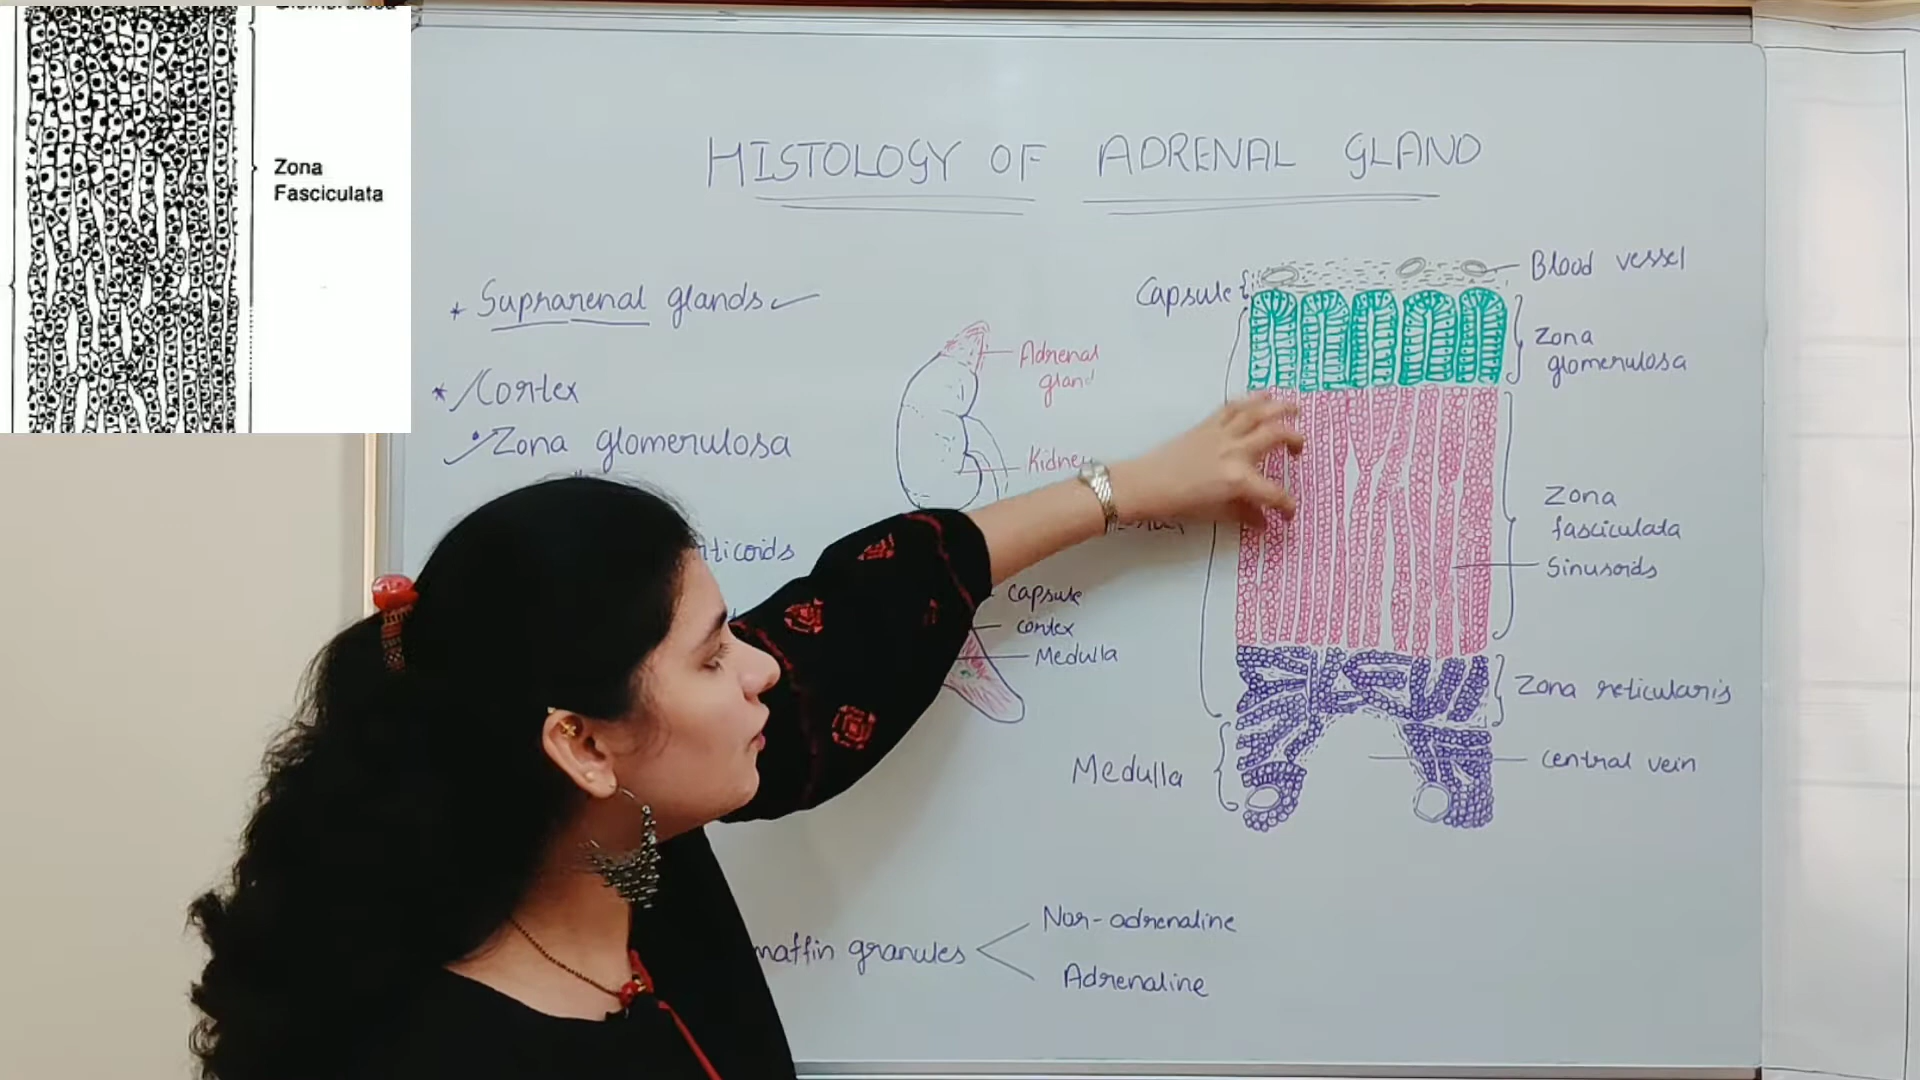 Zona
Fasciculata
HISTOLOGY OF ADRENAL GLAND
* Suprarenal glands
* Cortex
Zona glomerulosa
Adrenal
gland
Kidney
Capsule
cortex
Medulla
Capsule
Blood vessel
Zona
glomerulosa
Zona
fasciculata
Sinusoids
Zona reticularis
Medulla
central vein
granules
Nor-adrenaline
Adrenaline